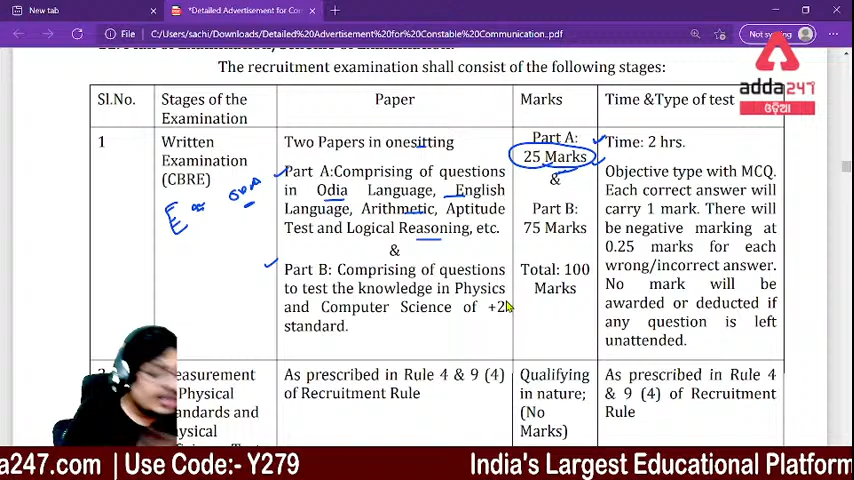 New tab
*Detailed Advertisement for Con
File | C:/Users/sachi/Downloads/Detailed%20Advertisement%20for%20Constable%20Communication.pdf
Not syncing
The recruitment examination shall consist of the following stages:
Sl.No.
Stages of the Examination
Paper
Marks
Time &Type of test
1
Written
Examination
(CBRE)
Two Papers in onesitting
Part A:Comprising of questions
in Odia Language, English
Language, Arithmetic, Aptitude
Test and Logical Reasoning, etc.
&
Part B: Comprising of questions
to test the knowledge in Physics
and Computer Science of +2
standard.
Part A:
25 Marks
&
Part B:
75 Marks
Total: 100
Marks
Time: 2 hrs.
Objective type with MCQ.
Each correct answer will
carry 1 mark. There will
be negative marking at
0.25 marks for each
wrong/incorrect answer.
No mark will be
awarded or deducted if
any question is left
unattended.
easurement
Physical
tandards and
hysical
As prescribed in Rule 4 & 9 (4)
of Recruitment Rule
Qualifying
in nature;
(No
Marks)
As prescribed in Rule 4
& 9 (4) of Recruitment
Rule
adda247
ଓଡ଼ିଆ
a247.com | Use Code:- Y279
India's Largest Educational Platform